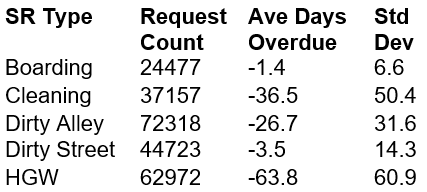 SR Type Request Count Ave Days Overdue Std Dev
Boarding 24477 -1.4 6.6
Cleaning 37157 -36.5 50.4
Dirty Alley 72318 -26.7 31.6
Dirty Street 44723 -3.5 14.3
HGW 62972 -63.8 60.9